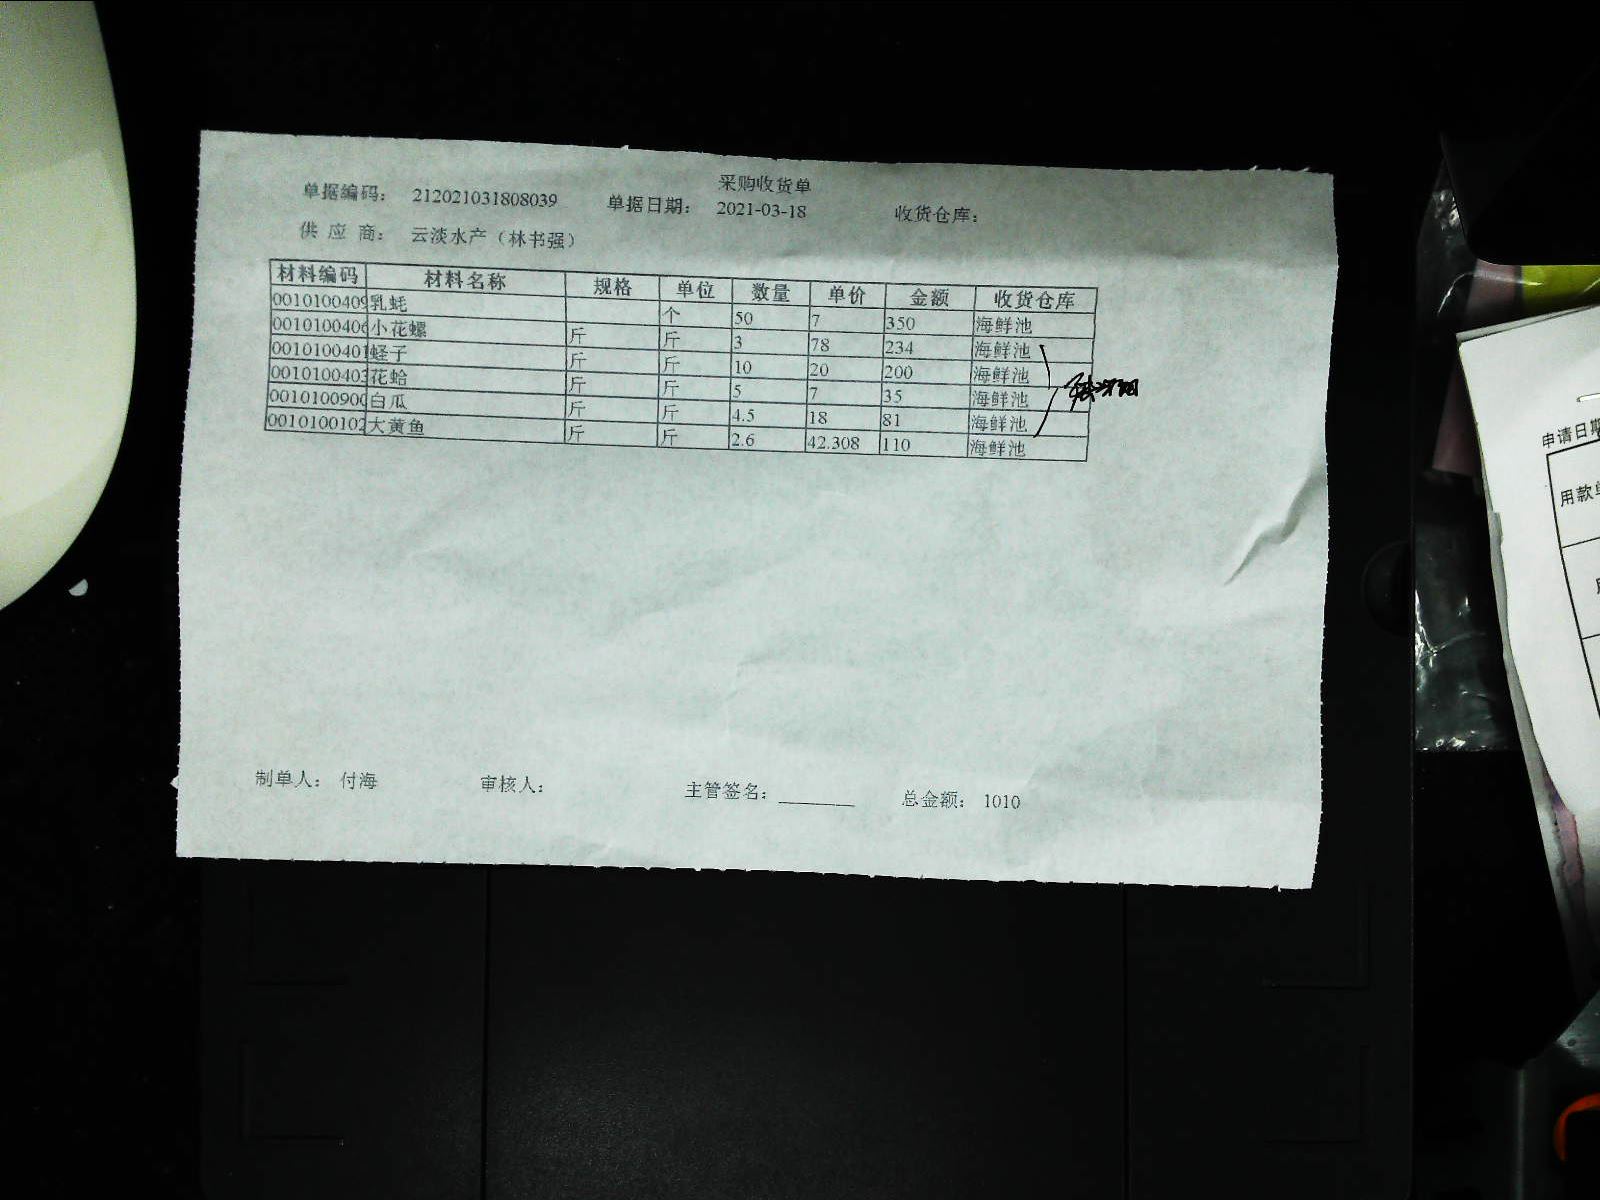 采购收货单
单据编码： 212021031808039 单据日期： 2021-03-18 收货仓库：
供 应 商： 云淡水产（林书强）
材料编码 材料名称 规格 单位 数量 单价 金额 收货仓库
0010100409 乳蚝 个 50 7 350 海鲜池
001010040 小花螺 斤 斤 3 78 234 海鲜池
0010100401 蛏子 斤 斤 10 20 200 海鲜池
0010100403 花蛤 斤 斤 5 7 35 海鲜池
001010090 白瓜 斤 斤 4.5 18 81 海鲜池
0010100102 大黄鱼 斤 斤 2.6 42.308 110 海鲜池
制单人： 付海 审核人： 主管签名： 总金额： 1010
申请日期
用款